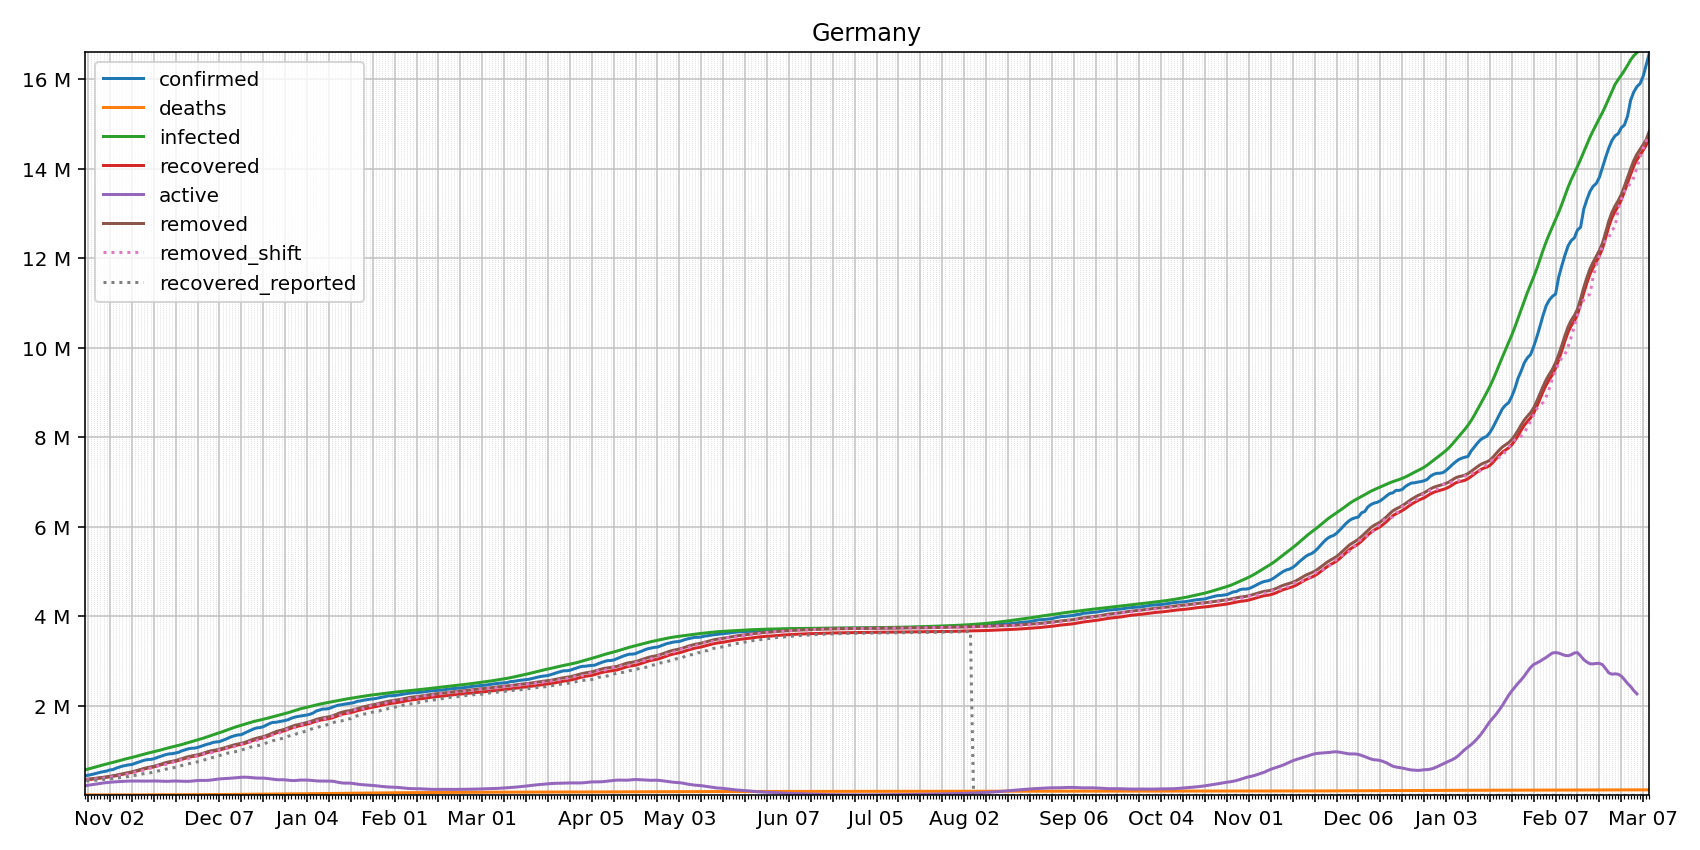 Germany
16 M
14 M
12 M
10 M
8 M
6 M
4 M
2 M
confirmed
deaths
infected
recovered
active
removed
removed_shift
recovered_reported
Nov 02 Dec 07 Jan 04 Feb 01 Mar 01 Apr 05 May 03 Jun 07 Jul 05 Aug 02 Sep 06 Oct 04 Nov 01 Dec 06 Jan 03 Feb 07 Mar 07